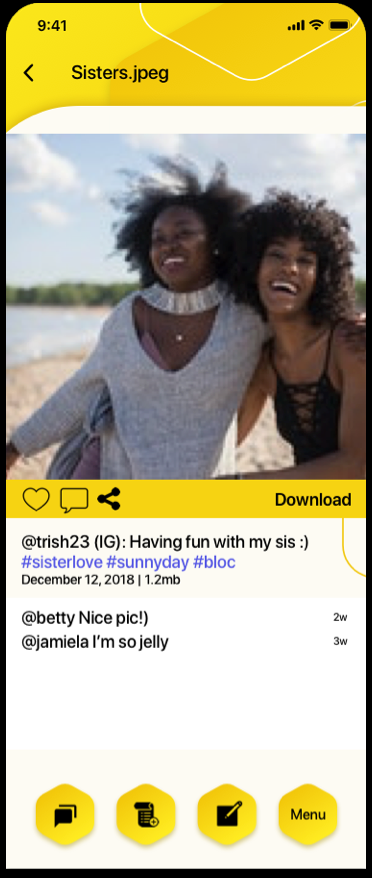 9:41
Sisters.jpeg
Download
@trish23 (IG): Having fun with my sis :)
#sisterlove #sunnyday #bloc
December 12, 2018 | 1.2mb
@betty Nice pic!) 2w
@jamiela I'm so jelly 3w
Menu